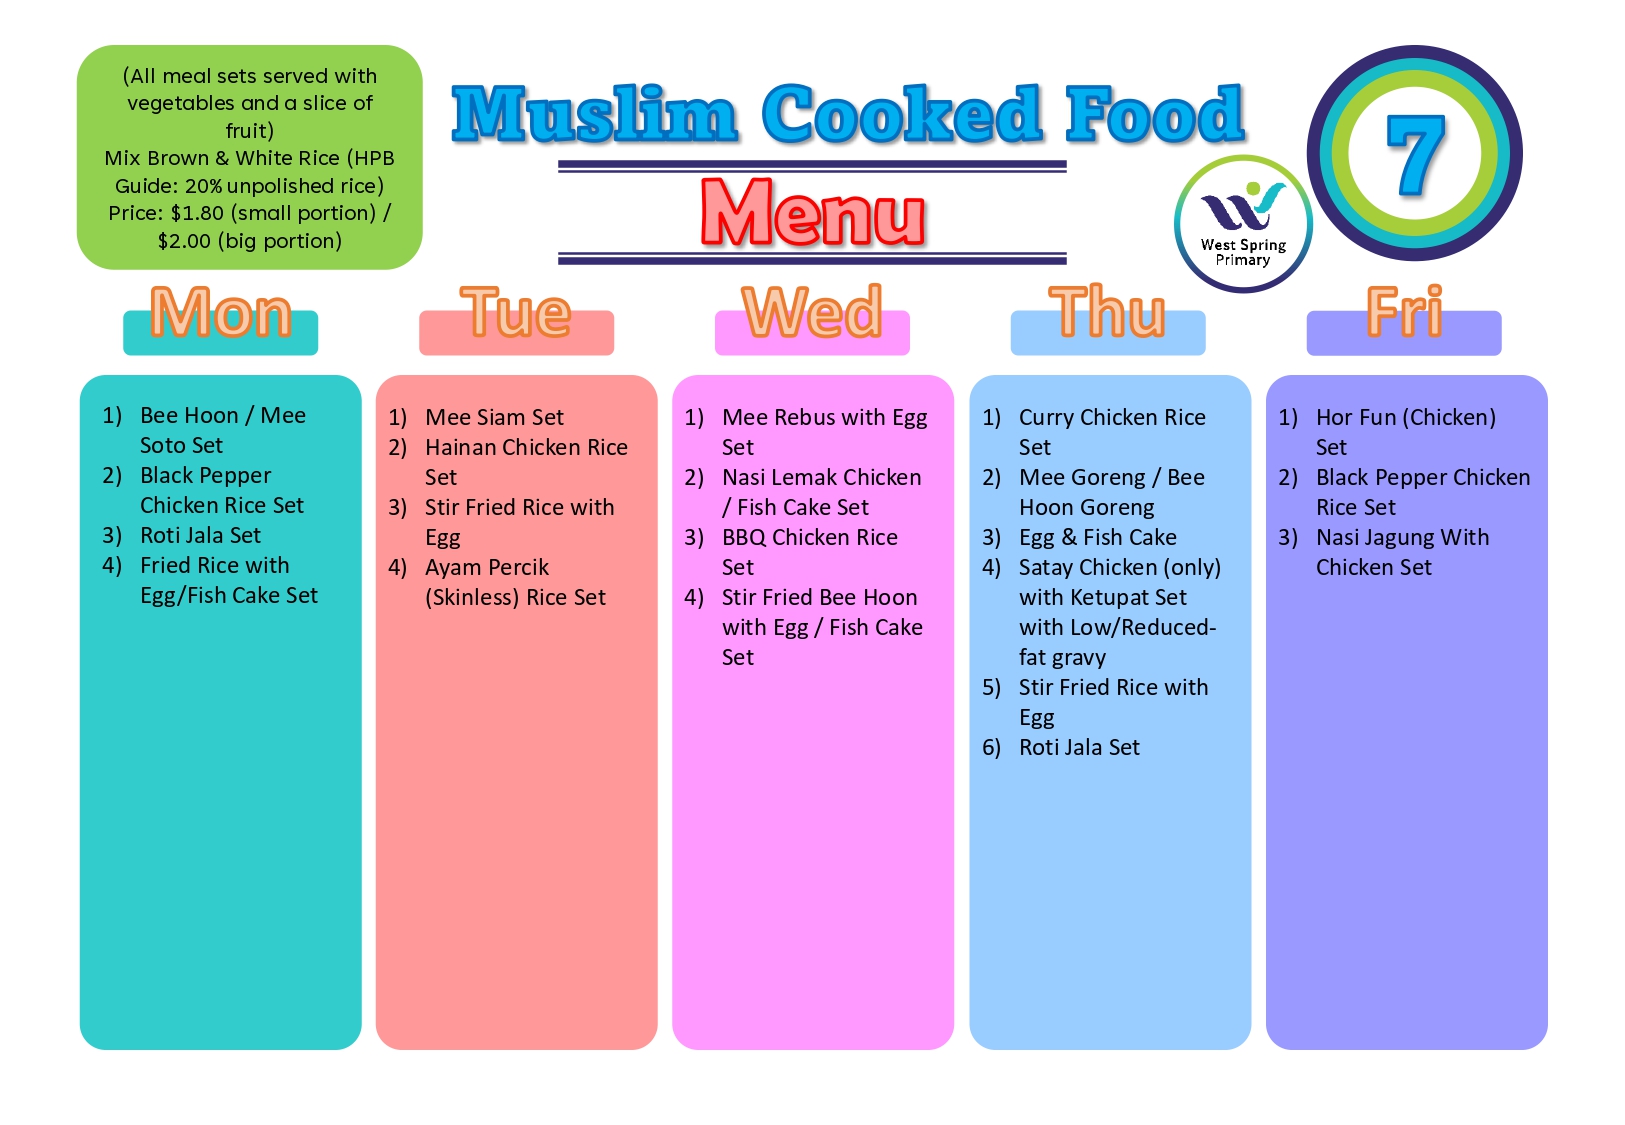 (All meal sets served with
vegetables and a slice of
fruit)
Mix Brown & White Rice (HPB
Guide: 20% unpolished rice)
Price: $1.80 (small portion) /
$2.00 (big portion)
Muslim Cooked Food
Menu
West Spring
Primary
7
Mon
1) Bee Hoon / Mee
Soto Set
2) Black Pepper
Chicken Rice Set
3) Roti Jala Set
4) Fried Rice with
Egg/Fish Cake Set
Tue
1) Mee Siam Set
2) Hainan Chicken Rice
Set
3) Stir Fried Rice with
Egg
4) Ayam Percik
(Skinless) Rice Set
Wed
1) Mee Rebus with Egg
Set
2) Nasi Lemak Chicken
/ Fish Cake Set
3) BBQ Chicken Rice
Set
4) Stir Fried Bee Hoon
with Egg / Fish Cake
Set
Thu
1) Curry Chicken Rice
Set
2) Mee Goreng / Bee
Hoon Goreng
3) Egg & Fish Cake
4) Satay Chicken (only)
with Ketupat Set
with Low/Reduced-
fat gravy
5) Stir Fried Rice with
Egg
6) Roti Jala Set
Fri
1) Hor Fun (Chicken)
Set
2) Black Pepper Chicken
Rice Set
3) Nasi Jagung With
Chicken Set